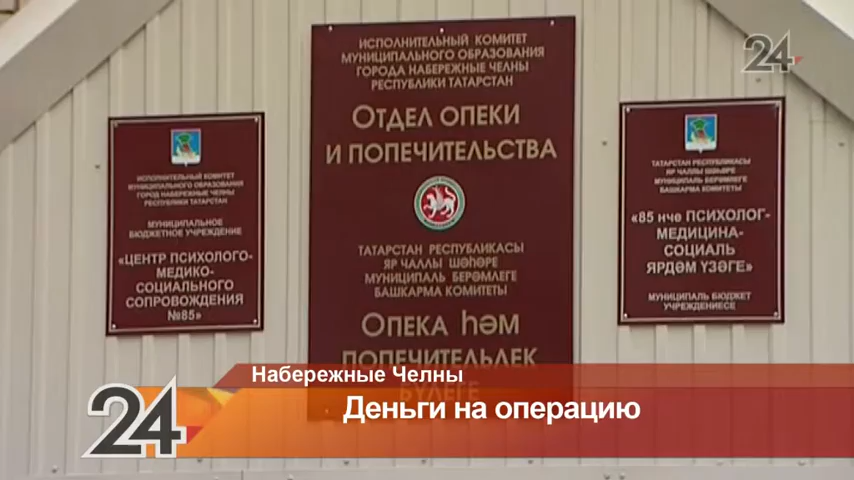 24
ИСПОЛНИТЕЛЬНЫЙ КОМИТЕТ
МУНИЦИПАЛЬНОГО ОБРАЗОВАНИЯ
ГОРОДА НАБЕРЕЖНЫЕ ЧЕЛНЫ
РЕСПУБЛИКИ ТАТАРСТАН
ОТДЕЛ ОПЕКИ
И ПОПЕЧИТЕЛЬСТВА
ТАТАРСТАН РЕСПУБЛИКАСЫ
ЯР ЧАЛЛЫ ШӘҺӘРЕ
МУНИЦИПАЛЬ БЕРӘМЛЕГЕ
БАШКАРМА КОМИТЕТЫ
ОПЕКА ҺӘМ
ПОПЕЧИТЕЛЬЛЕК
БҮЛЕГЕ
ИСПОЛНИТЕЛЬНЫЙ КОМИТЕТ
МУНИЦИПАЛЬНОГО ОБРАЗОВАНИЯ
ГОРОД НАБЕРЕЖНЫЕ ЧЕЛНЫ
РЕСПУБЛИКИ ТАТАРСТАН
МУНИЦИПАЛЬНОЕ
БЮДЖЕТНОЕ УЧРЕЖДЕНИЕ
«ЦЕНТР ПСИХОЛОГО-
МЕДИКО-
СОЦИАЛЬНОГО
СОПРОВОЖДЕНИЯ
№85»
ТАТАРСТАН РЕСПУБЛИКАСЫ
ЯР ЧАЛЛЫ ШӘҺӘРЕ
МУНИЦИПАЛЬ БЕРӘМЛЕГЕ
БАШКАРМА КОМИТЕТЫ
«85 нче ПСИХОЛОГ-
МЕДИЦИНА-
СОЦИАЛЬ
ЯРДӘМ ҮЗӘГЕ»
МУНИЦИПАЛЬ БЮДЖЕТ
УЧРЕЖДЕНИЕСЕ
Набережные Челны
24
Деньги на операцию